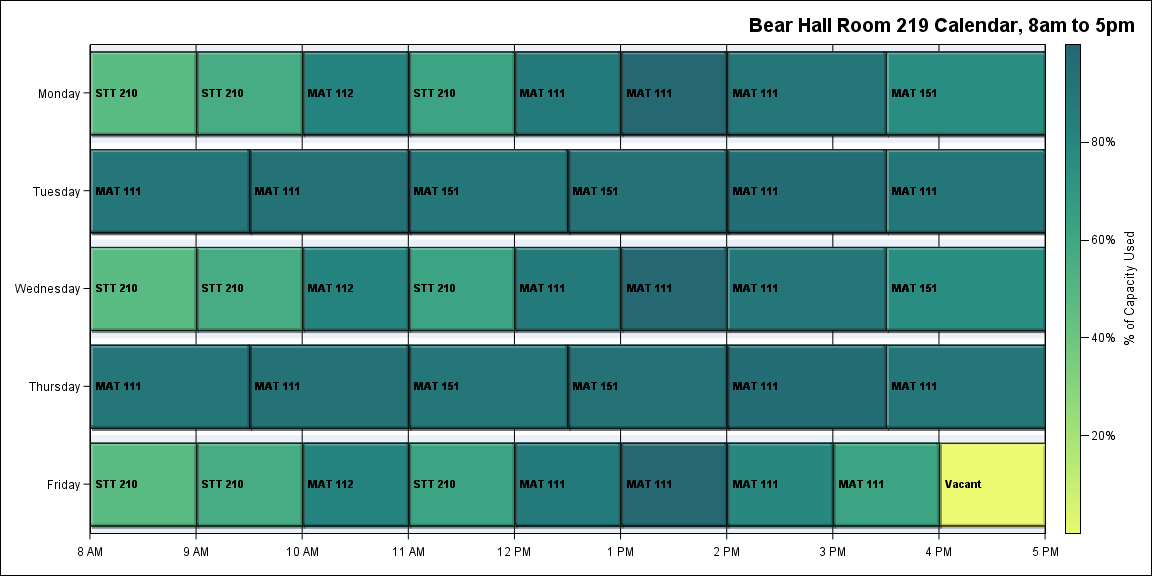 Bear Hall Room 219 Calendar, 8am to 5pm
Monday
STT 210 STT 210 MAT 112 STT 210 MAT 111 MAT 111 MAT 111 MAT 151
Tuesday
MAT 111 MAT 111 MAT 151 MAT 151 MAT 111 MAT 111
Wednesday
STT 210 STT 210 MAT 112 STT 210 MAT 111 MAT 111 MAT 111 MAT 151
Thursday
MAT 111 MAT 111 MAT 151 MAT 151 MAT 111 MAT 111
Friday
STT 210 STT 210 MAT 112 STT 210 MAT 111 MAT 111 MAT 111 MAT 111 Vacant
8 AM 9 AM 10 AM 11 AM 12 PM 1 PM 2 PM 3 PM 4 PM 5 PM
80%
60%
40%
20%
% of Capacity Used